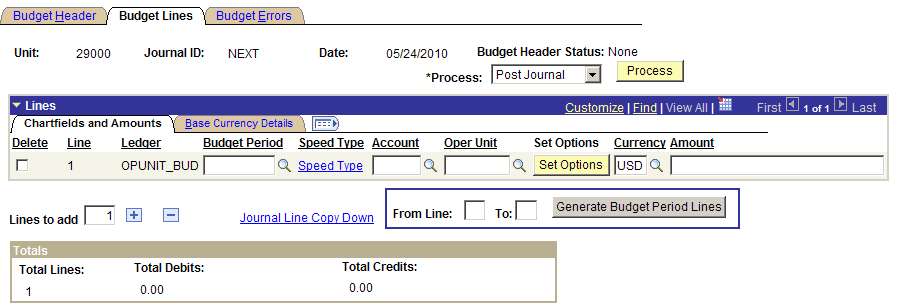 Budget Header Budget Lines Budget Errors
Unit: 29000 Journal ID: NEXT Date: 05/24/2010 Budget Header Status: None
*Process: Post Journal Process
Lines Customize | Find | View All | First 1 of 1 Last
Chartfields and Amounts Base Currency Details
Delete Line Ledger Budget Period Speed Type Account Oper Unit Set Options Currency Amount
1 OPUNIT_BUD Speed Type Set Options USD
Lines to add 1 Journal Line Copy Down From Line: To: Generate Budget Period Lines
Totals
Total Lines: Total Debits: Total Credits:
1 0.00 0.00